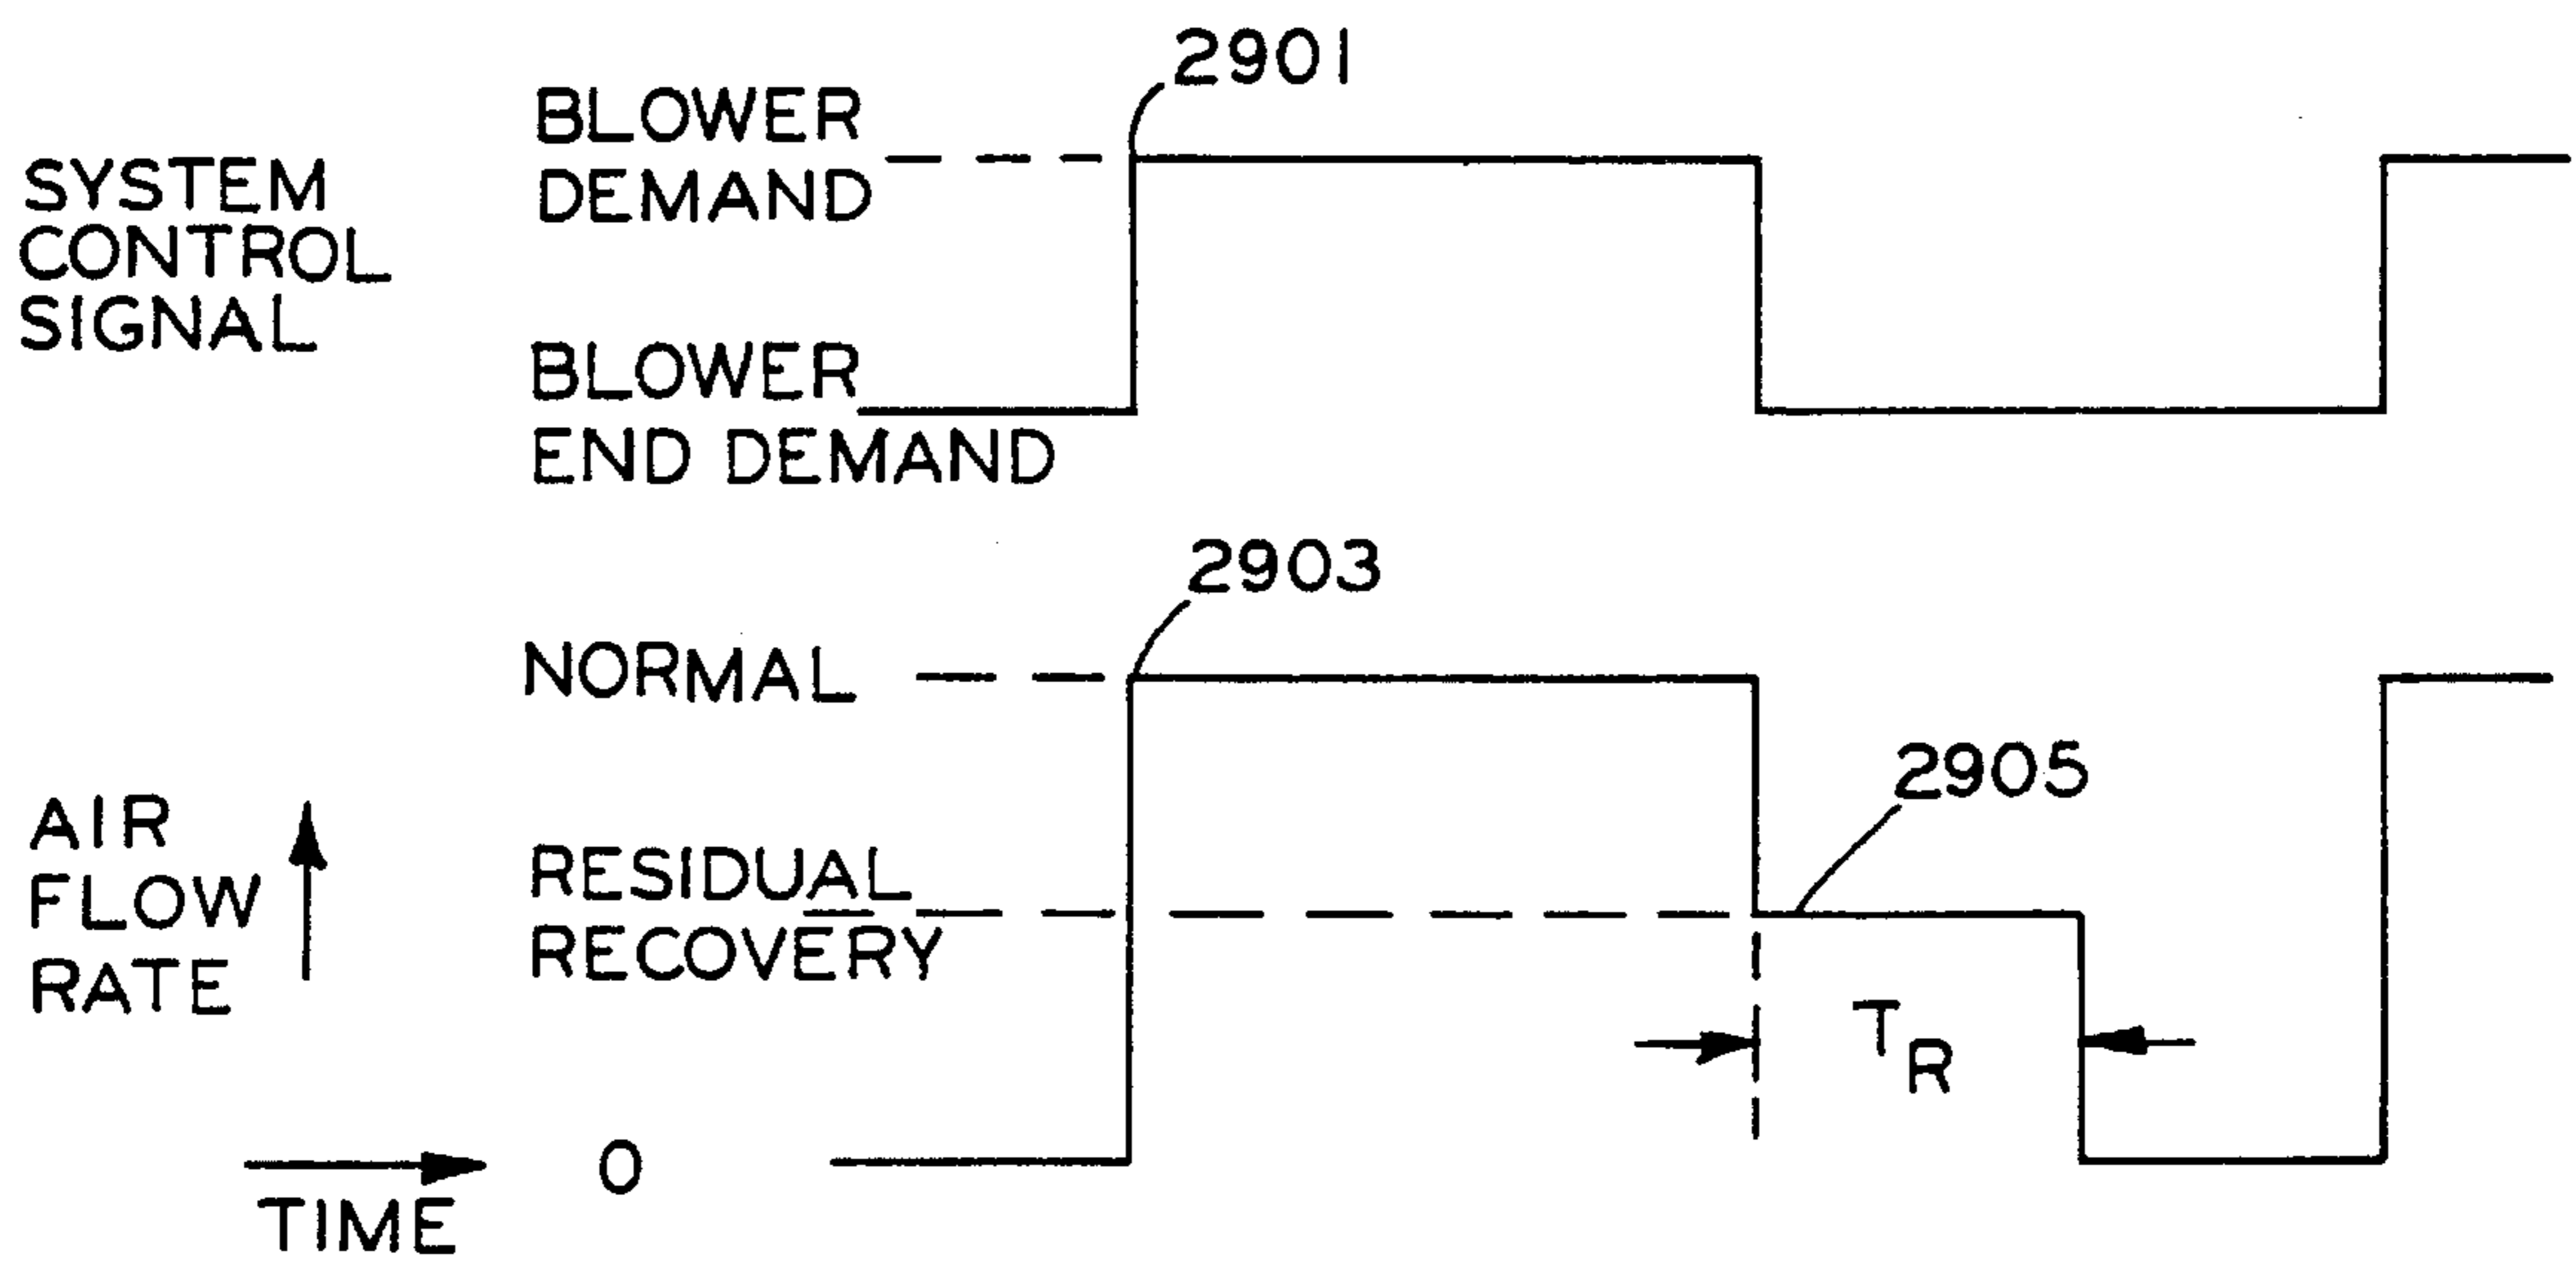 2901
BLOWER
DEMAND
SYSTEM
CONTROL
SIGNAL
BLOWER
END DEMAND
2903
NORMAL
2905
AIR
FLOW
RATE
RESIDUAL
RECOVERY
TR
0
TIME